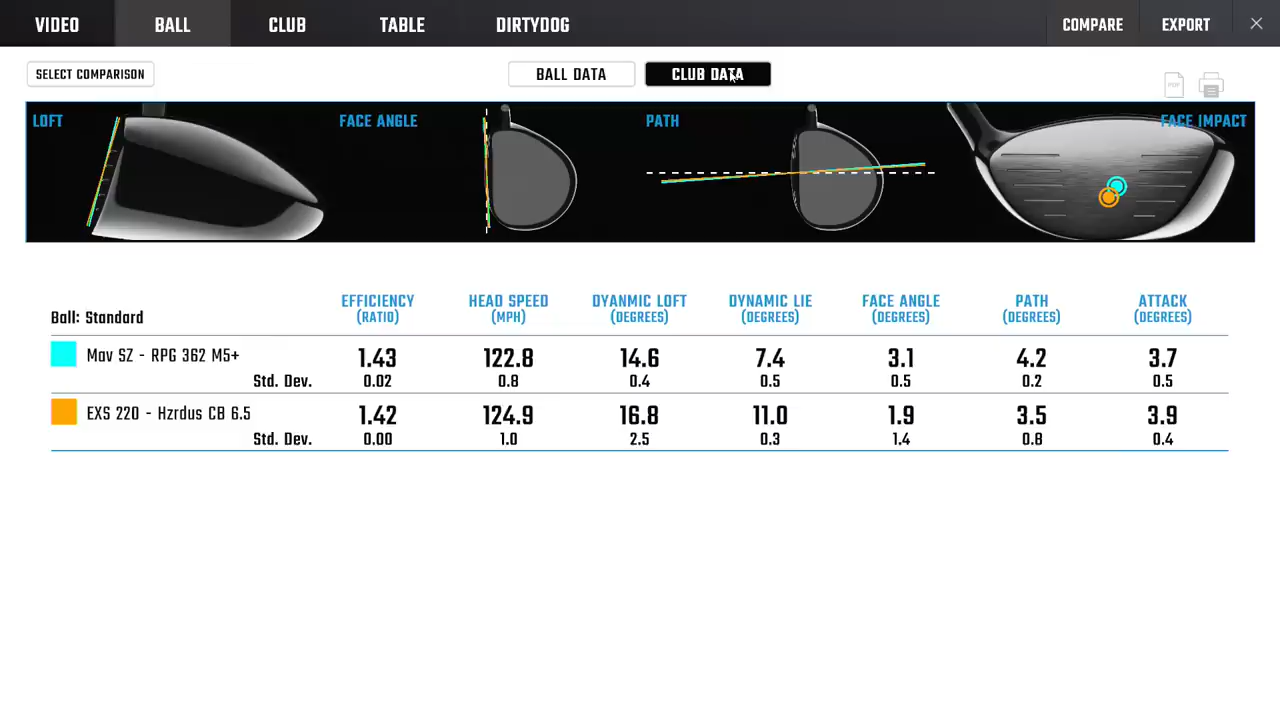 VIDEO BALL CLUB TABLE DIRTYDOG COMPARE EXPORT
SELECT COMPARISON BALL DATA CLUB DATA
LOFT FACE ANGLE PATH FACE IMPACT
EFFICIENCY HEAD SPEED DYANMIC LOFT DYNAMIC LIE FACE ANGLE PATH ATTACK
Ball: Standard (RATIO) (MPH) (DEGREES) (DEGREES) (DEGREES) (DEGREES) (DEGREES)
Mav SZ - RPG 362 M5+ 1.43 122.8 14.6 7.4 3.1 4.2 3.7
Std. Dev. 0.02 0.8 0.4 0.5 0.5 0.2 0.5
EXS 220 - Hzrdus CB 6.5 1.42 124.9 16.8 11.0 1.9 3.5 3.9
Std. Dev. 0.00 1.0 2.5 0.3 1.4 0.8 0.4